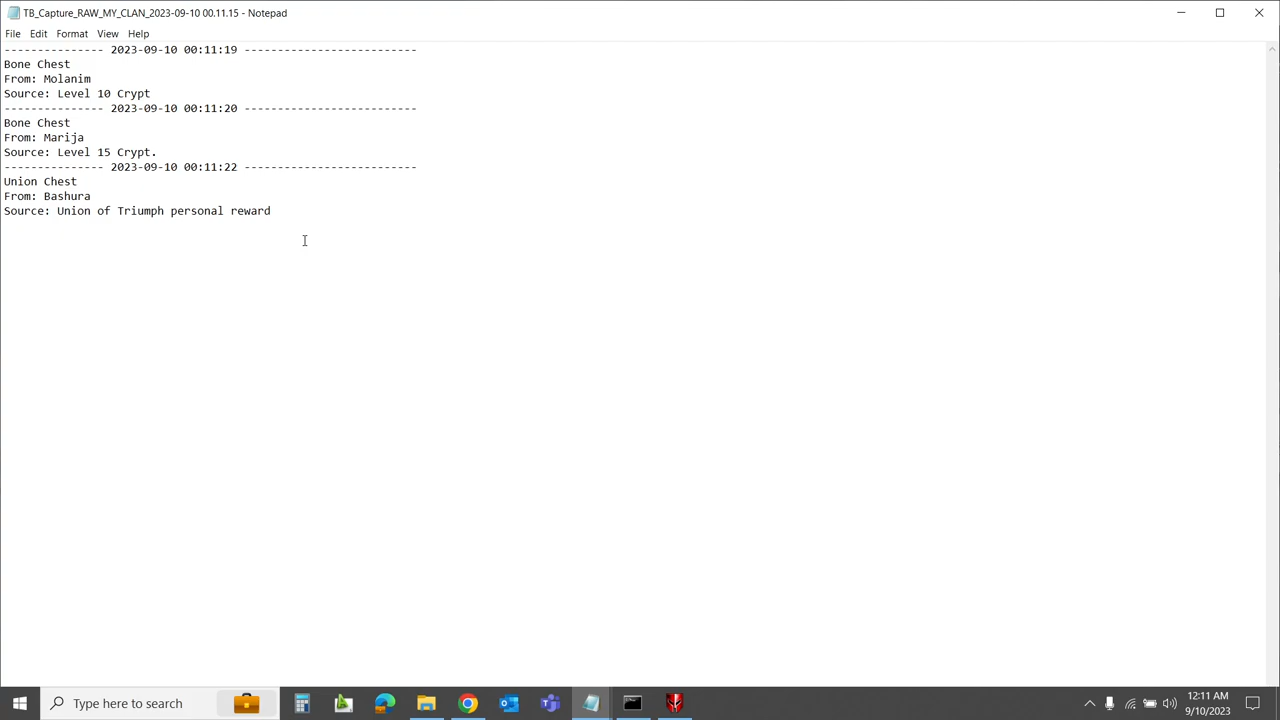 TB_Capture_RAW_MY_CLAN_2023-09-10 00.11.15 - Notepad
File Edit Format View Help
--------------- 2023-09-10 00:11:19 --------------------------
Bone Chest
From: Molanim
Source: Level 10 Crypt
--------------- 2023-09-10 00:11:20 --------------------------
Bone Chest
From: Marija
Source: Level 15 Crypt.
--------------- 2023-09-10 00:11:22 --------------------------
Union Chest
From: Bashura
Source: Union of Triumph personal reward
Type here to search
12:11 AM
9/10/2023